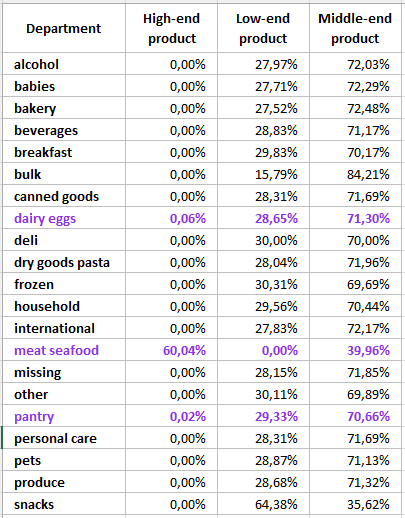 Department High-end product Low-end product Middle-end product
alcohol 0,00% 27,97% 72,03%
babies 0,00% 27,71% 72,29%
bakery 0,00% 27,52% 72,48%
beverages 0,00% 28,83% 71,17%
breakfast 0,00% 29,83% 70,17%
bulk 0,00% 15,79% 84,21%
canned goods 0,00% 28,31% 71,69%
dairy eggs 0,06% 28,65% 71,30%
deli 0,00% 30,00% 70,00%
dry goods pasta 0,00% 28,04% 71,96%
frozen 0,00% 30,31% 69,69%
household 0,00% 29,56% 70,44%
international 0,00% 27,83% 72,17%
meat seafood 60,04% 0,00% 39,96%
missing 0,00% 28,15% 71,85%
other 0,00% 30,11% 69,89%
pantry 0,02% 29,33% 70,66%
personal care 0,00% 28,31% 71,69%
pets 0,00% 28,87% 71,13%
produce 0,00% 28,68% 71,32%
snacks 0,00% 64,38% 35,62%